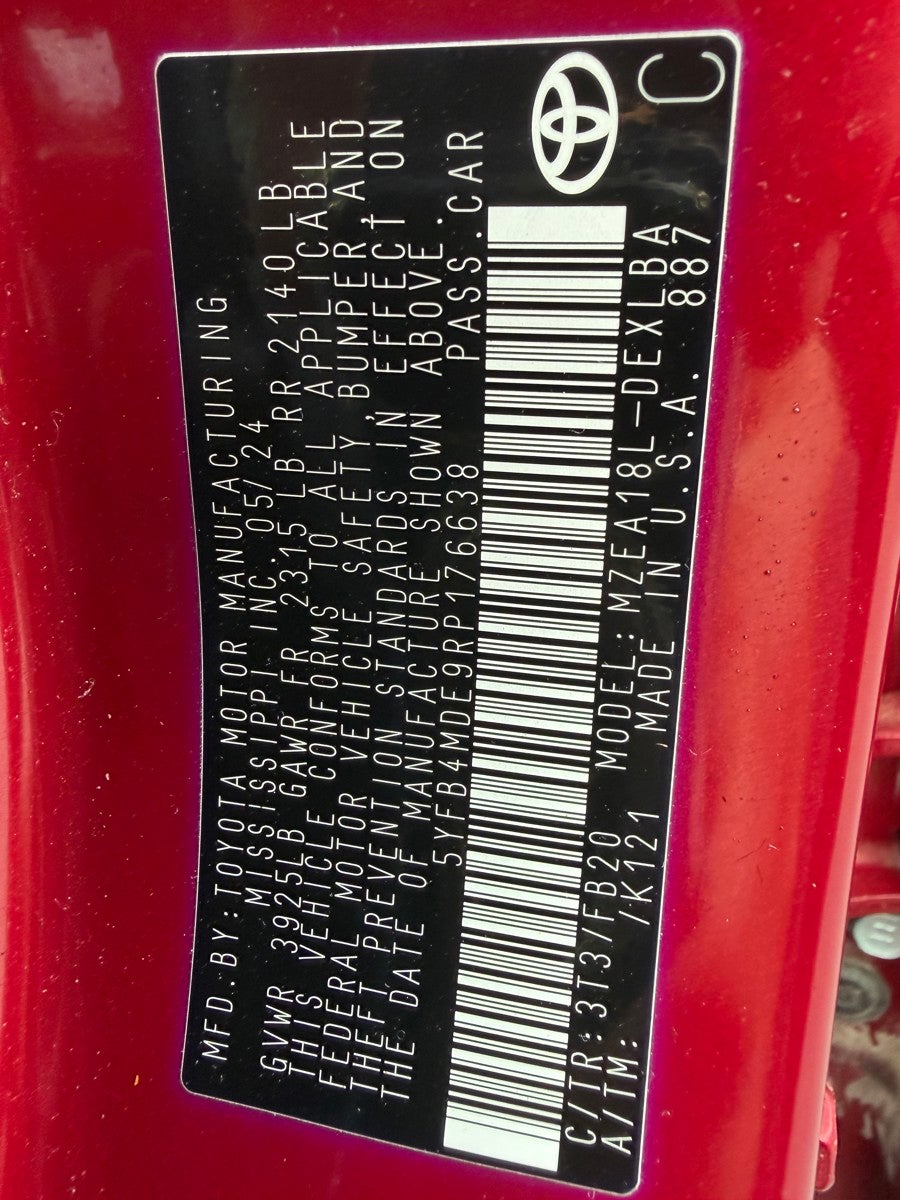 MFD.BY:TOYOTA MOTOR MANUFACTURING
MISSISSIPPI INC. 05/24
GVWR 3925LB GAWR FR 2315 LB RR 2140LB
THIS VEHICLE CONFORMS TO ALL APPLICABLE
FEDERAL MOTOR VEHICLE SAFETY, BUMPER, AND
THEFT PREVENTION STANDARDS IN EFFECT ON
THE DATE OF MANUFACTURE SHOWN ABOVE.
5YFB4MDE9RP176638 PASS.CAR
C/TR:3T3/FB20 MODEL:MZEA18L-DEXLBA
A/TM: /K121 MADE IN U.S.A. 887
C